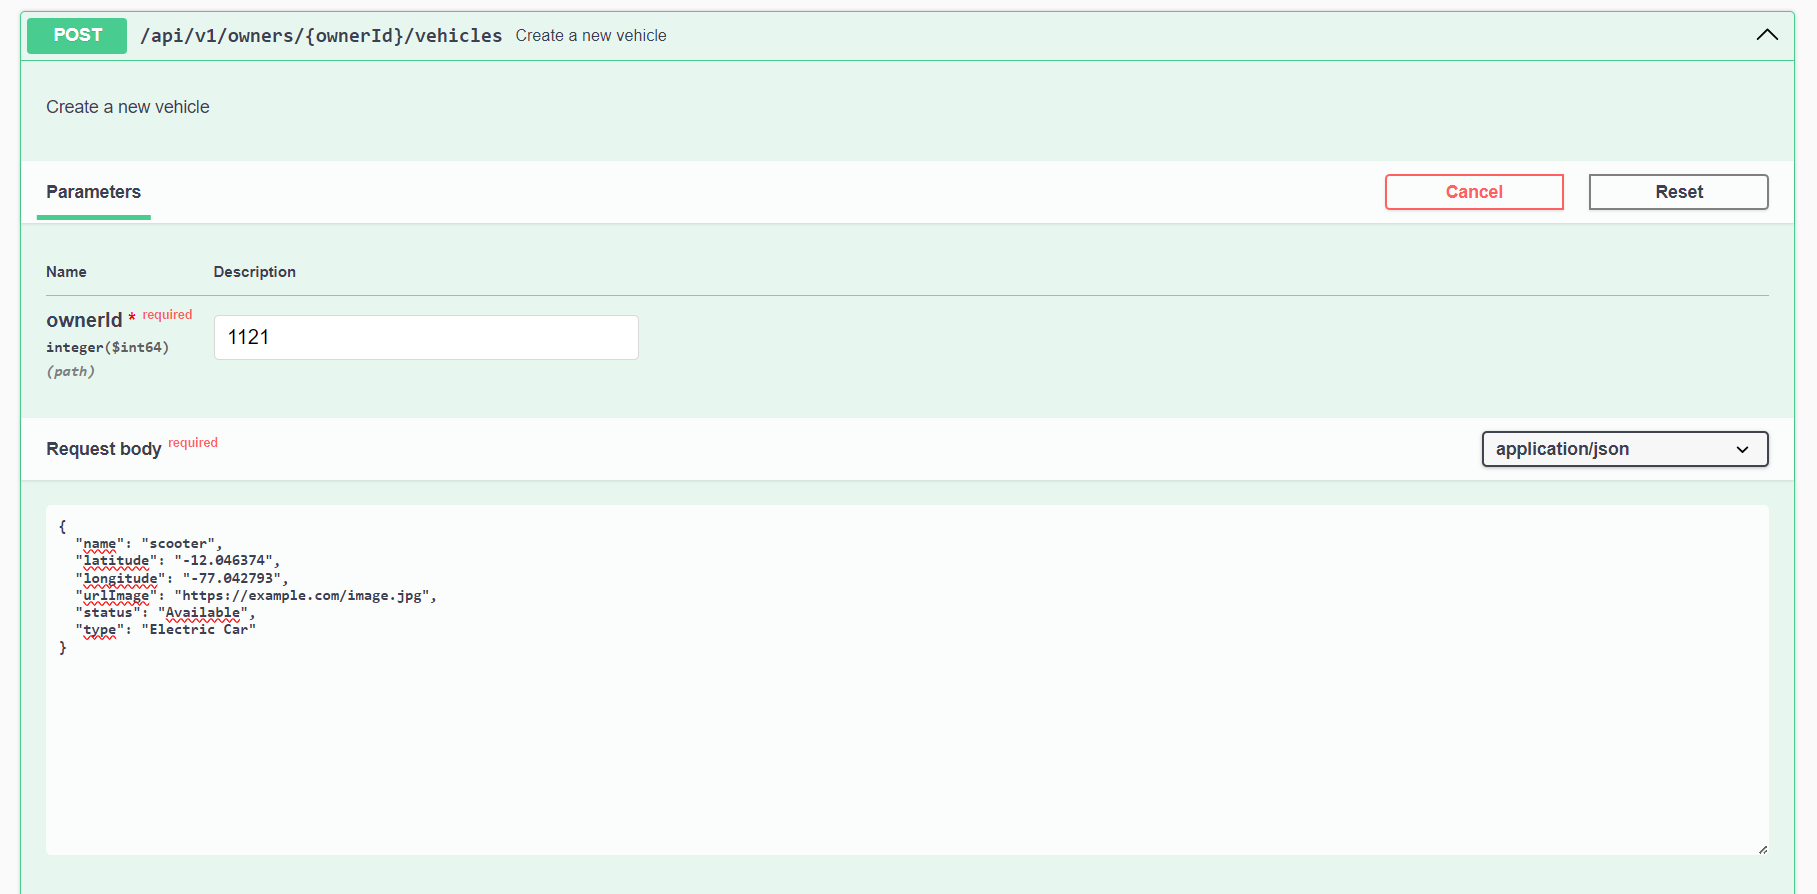 POST /api/v1/owners/{ownerId}/vehicles Create a new vehicle
Create a new vehicle
Parameters
Cancel
Reset
Name Description
ownerId * required
integer($int64)
(path)
1121
Request body required
application/json
{
  "name": "scooter",
  "latitude": "-12.046374",
  "longitude": "-77.042793",
  "urlImage": "https://example.com/image.jpg",
  "status": "Available",
  "type": "Electric Car"
}